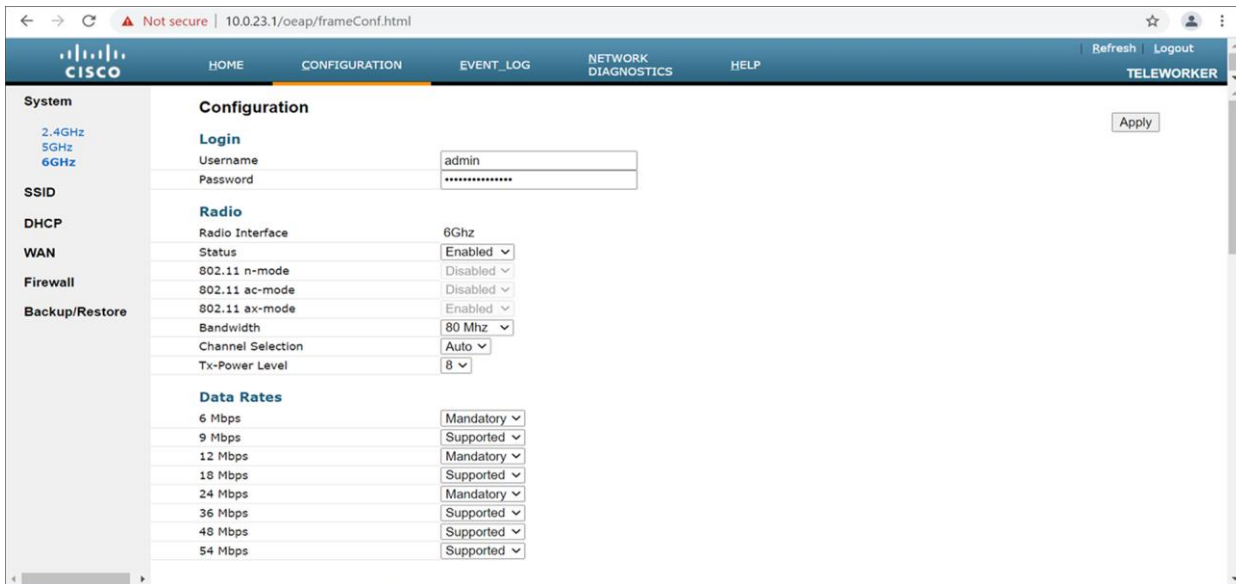 Not secure | 10.0.23.1/oeap/frameConf.html
Refresh | Logout
CISCO HOME CONFIGURATION EVENT_LOG NETWORK DIAGNOSTICS HELP
TELEWORKER
System
2.4GHz
5GHz
6GHz
SSID
DHCP
WAN
Firewall
Backup/Restore
Configuration
Apply
Login
Username admin
Password •••••••••••••••
Radio
Radio Interface 6Ghz
Status Enabled
802.11 n-mode Disabled
802.11 ac-mode Disabled
802.11 ax-mode Enabled
Bandwidth 80 Mhz
Channel Selection Auto
Tx-Power Level 8
Data Rates
6 Mbps Mandatory
9 Mbps Supported
12 Mbps Mandatory
18 Mbps Supported
24 Mbps Mandatory
36 Mbps Supported
48 Mbps Supported
54 Mbps Supported